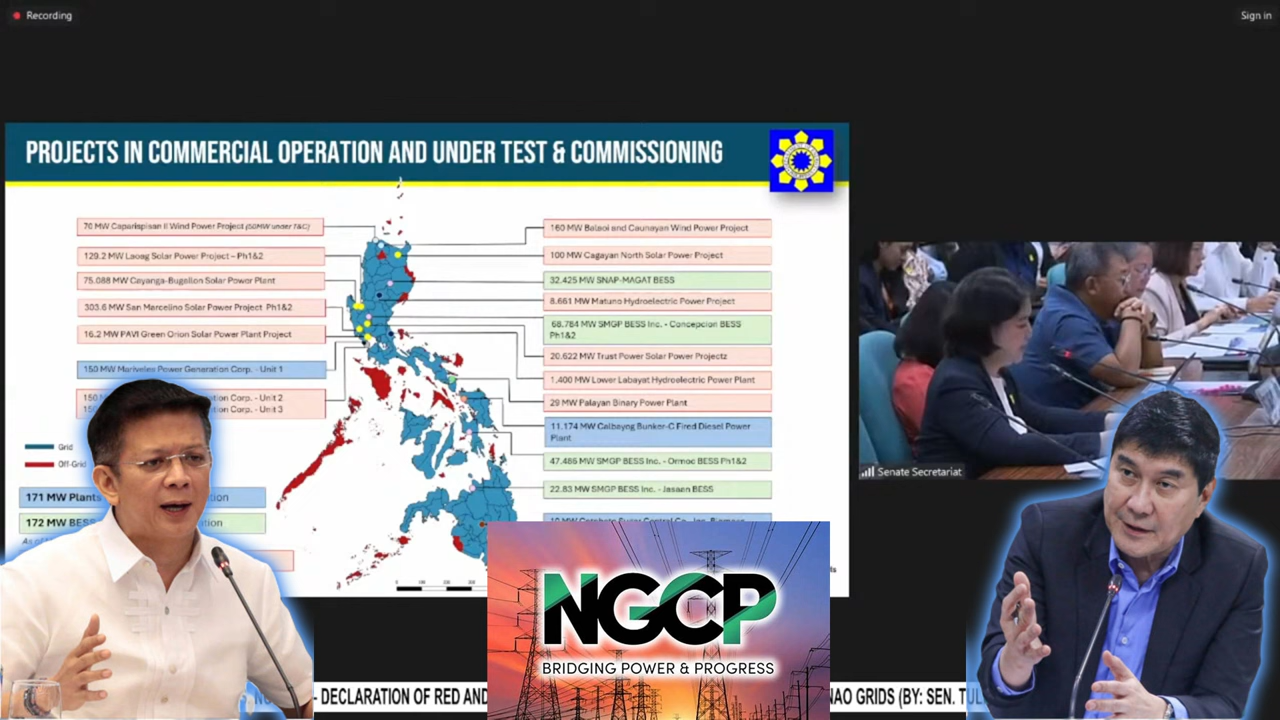 Recording
Sign in
PROJECTS IN COMMERCIAL OPERATION AND UNDER TEST & COMMISSIONING
70 MW Caparispisan II Wind Power Project (50MW under T&C)
129.2 MW Laoag Solar Power Project – Ph1&2
75.088 MW Cayanga-Bugallon Solar Power Plant
303.6 MW San Marcelino Solar Power Project Ph1&2
16.2 MW PAVI Green Orion Solar Power Plant Project
150 MW Mariveles Power Generation Corp. - Unit 1
150
ation Corp. - Unit 2
ation Corp. - Unit 3
Grid
Off-Grid
171 MW Plants
172 MW BES
160 MW Balaoi and Caunayan Wind Power Project
100 MW Cagayan North Solar Power Project
32.425 MW SNAP-MAGAT BESS
8.661 MW Matuno Hydroelectric Power Project
68.764 MW SMGP BESS Inc. - Concepcion BESS
Ph1&2
20.622 MW Trust Power Solar Power Projectz
1.400 MW Lower Labayat Hydroelectric Power Plant
29 MW Palayan Binary Power Plant
11.174 MW Calbayog Bunker-C Fired Diesel Power
Plant
47.486 MW SMGP BESS Inc. - Ormoc BESS Ph1&2
22.83 MW SMGP BESS Inc. - Jasaan BESS
Senate Secretariat
NGCP
BRIDGING POWER & PROGRESS
- DECLARATION OF RED AND
NAO GRIDS (BY: SEN. TUL